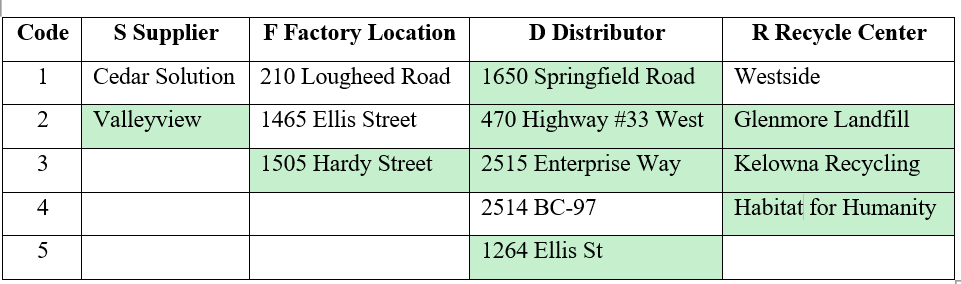 Code S Supplier F Factory Location D Distributor R Recycle Center
1 Cedar Solution 210 Lougheed Road 1650 Springfield Road Westside
2 Valleyview 1465 Ellis Street 470 Highway #33 West Glenmore Landfill
3 1505 Hardy Street 2515 Enterprise Way Kelowna Recycling
4 2514 BC-97 Habitat for Humanity
5 1264 Ellis St